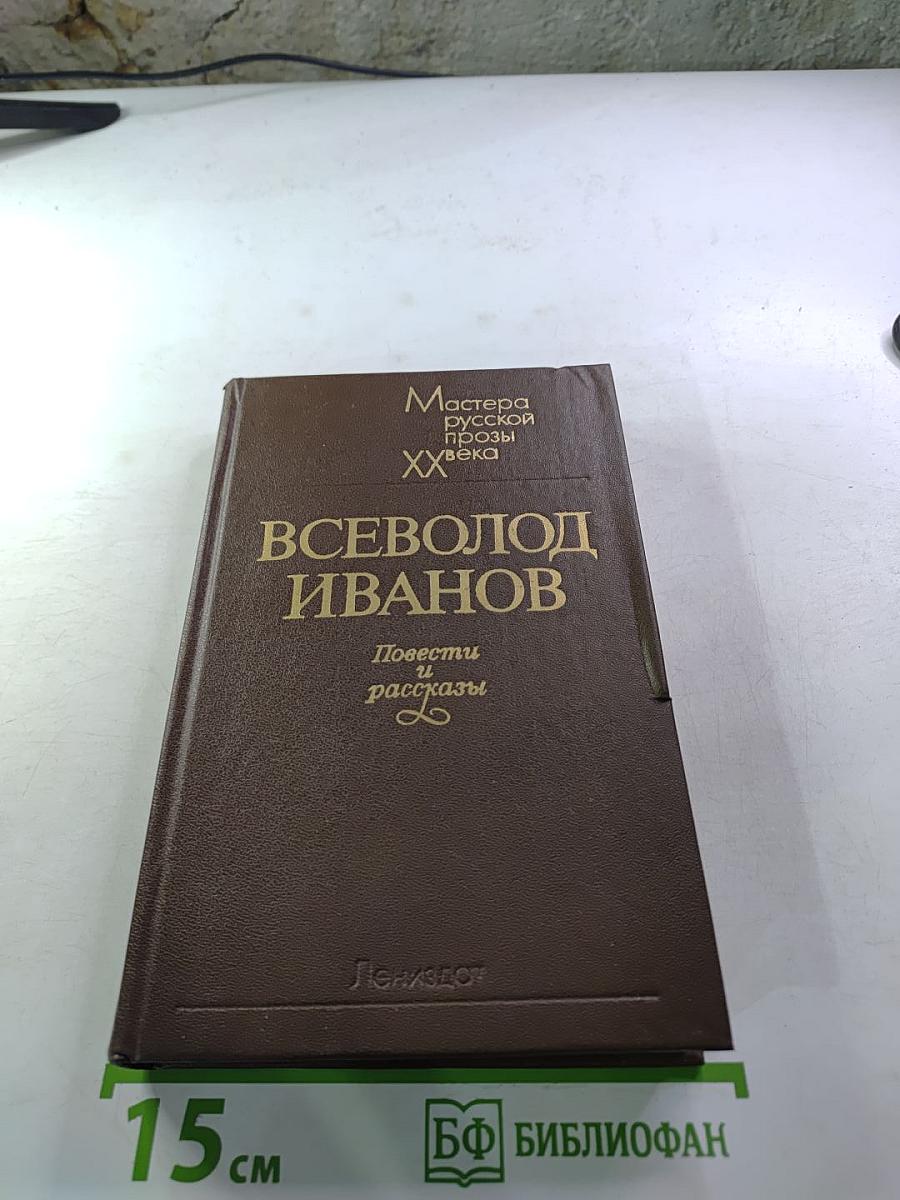 Мастера
русской
прозы
XX века
ВСЕВОЛОД
ИВАНОВ
Повести
и
рассказы
Лениздат
15 см
БФ БИБЛИОФАН